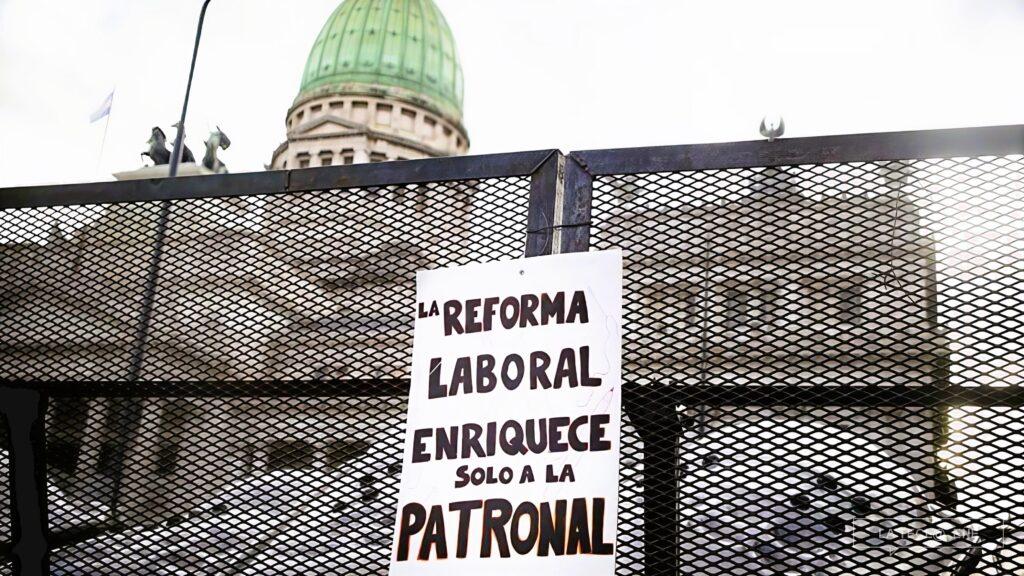 LA REFORMA
LABORAL
ENRIQUECE
SOLO A LA
PATRONAL